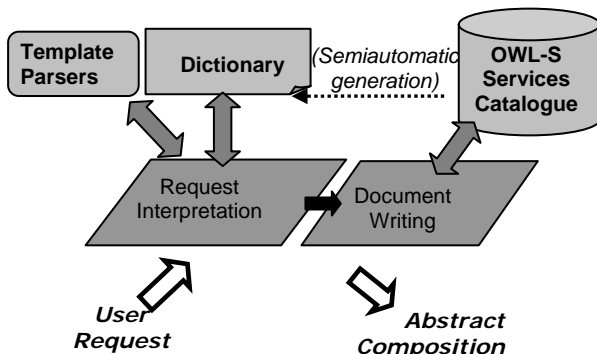 Template
Parsers
Dictionary
(Semiautomatic
generation)
OWL-S
Services
Catalogue
Request
Interpretation
Document
Writing
User
Request
Abstract
Composition